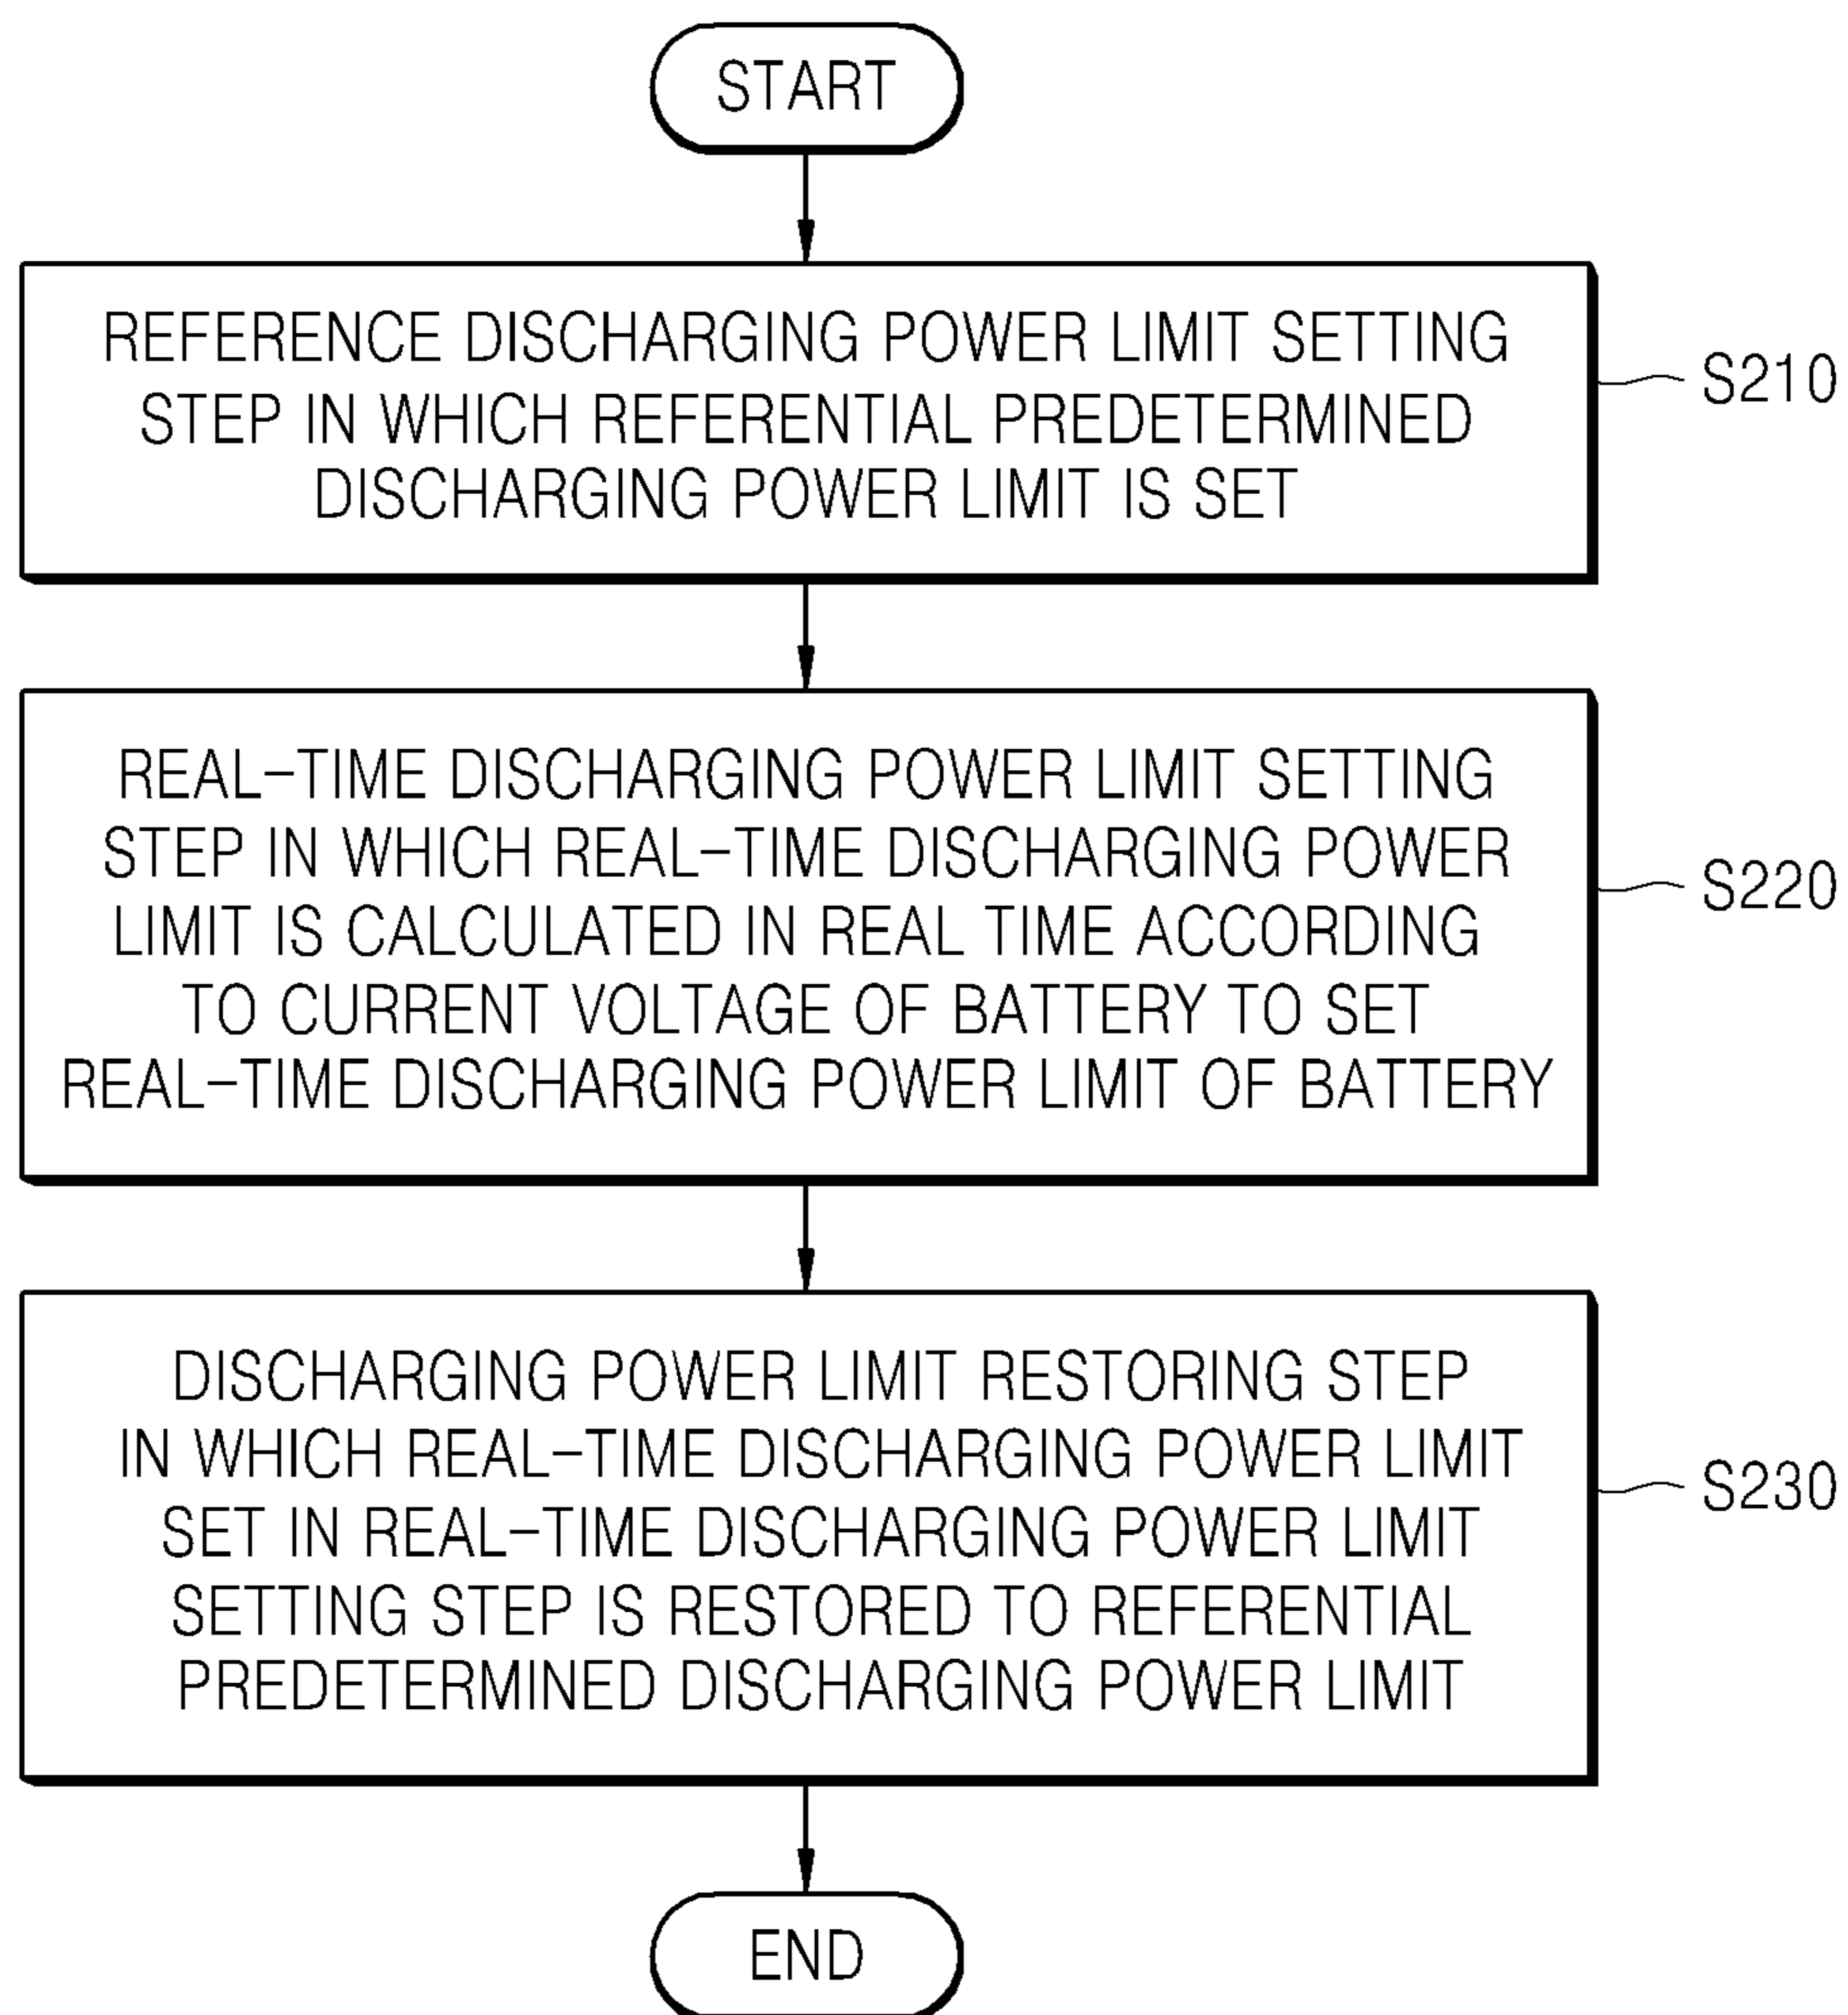 START
REFERENCE DISCHARGING POWER LIMIT SETTING
STEP IN WHICH REFERENTIAL PREDETERMINED
DISCHARGING POWER LIMIT IS SET
S210
REAL-TIME DISCHARGING POWER LIMIT SETTING
STEP IN WHICH REAL-TIME DISCHARGING POWER
LIMIT IS CALCULATED IN REAL TIME ACCORDING
TO CURRENT VOLTAGE OF BATTERY TO SET
REAL-TIME DISCHARGING POWER LIMIT OF BATTERY
S220
DISCHARGING POWER LIMIT RESTORING STEP
IN WHICH REAL-TIME DISCHARGING POWER LIMIT
SET IN REAL-TIME DISCHARGING POWER LIMIT
SETTING STEP IS RESTORED TO REFERENTIAL
PREDETERMINED DISCHARGING POWER LIMIT
S230
END